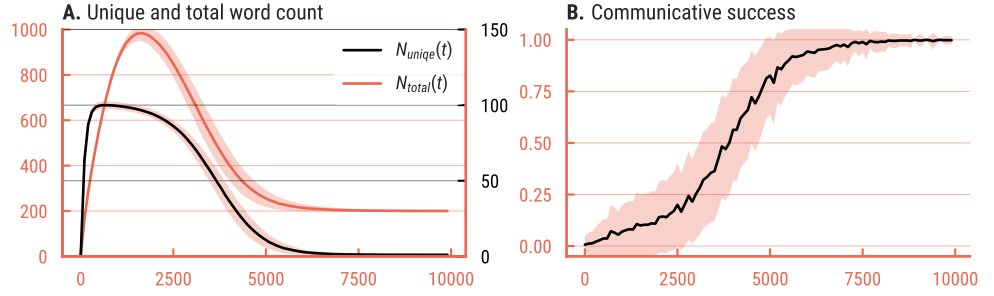 A. Unique and total word count
1000
800
600
400
200
0
150
100
50
0
N_uniqe(t)
N_total(t)
0 2500 5000 7500 10000
B. Communicative success
1.00
0.75
0.50
0.25
0.00
0 2500 5000 7500 10000